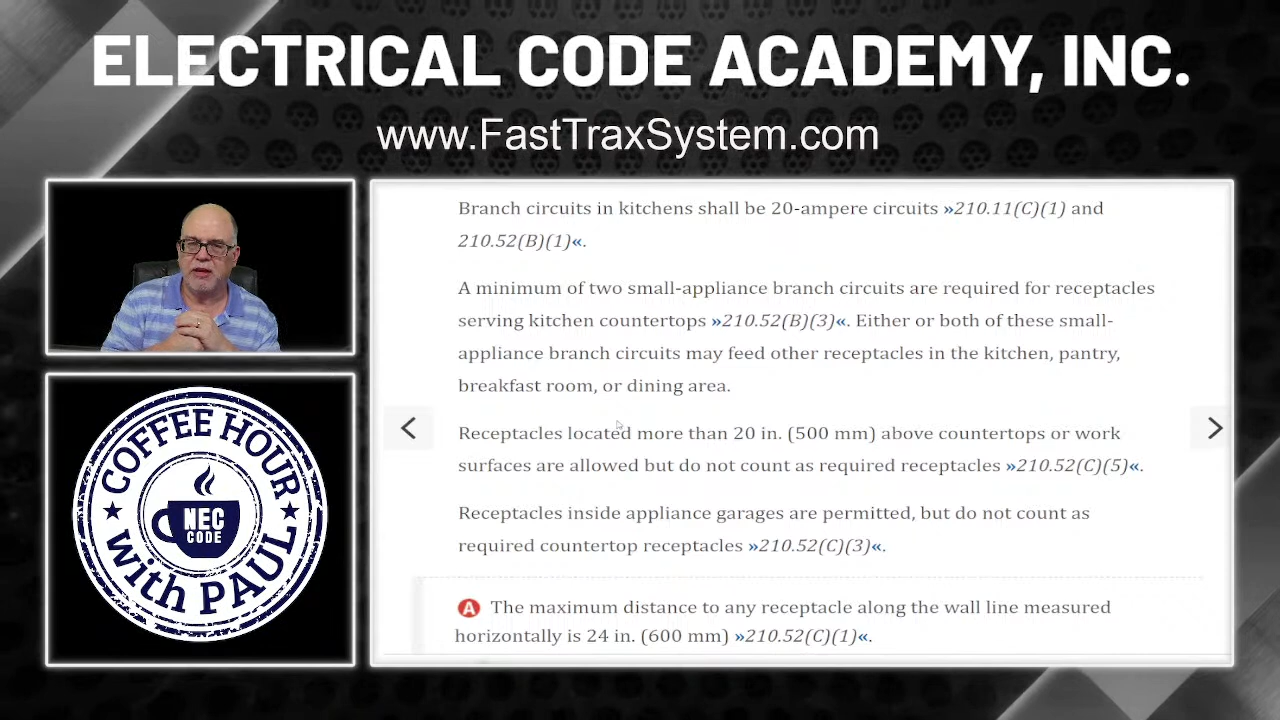 ELECTRICAL CODE ACADEMY, INC.
www.FastTraxSystem.com
Branch circuits in kitchens shall be 20-ampere circuits »210.11(C)(1) and
210.52(B)(1)«.
A minimum of two small-appliance branch circuits are required for receptacles
serving kitchen countertops »210.52(B)(3)«. Either or both of these small-
appliance branch circuits may feed other receptacles in the kitchen, pantry,
breakfast room, or dining area.
Receptacles located more than 20 in. (500 mm) above countertops or work
surfaces are allowed but do not count as required receptacles »210.52(C)(5)«.
Receptacles inside appliance garages are permitted, but do not count as
required countertop receptacles »210.52(C)(3)«.
A The maximum distance to any receptacle along the wall line measured
horizontally is 24 in. (600 mm) »210.52(C)(1)«.
COFFEE HOUR
NEC
CODE
with PAUL